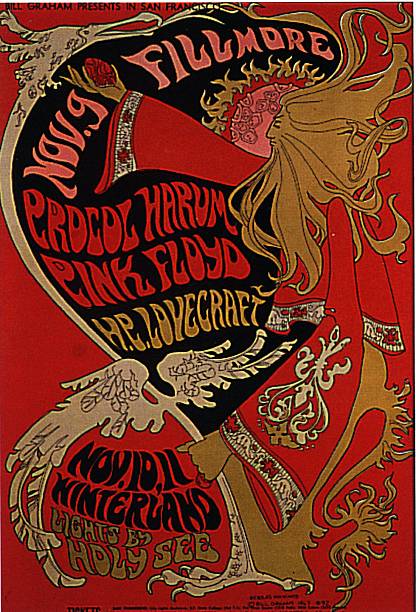 BILL GRAHAM PRESENTS IN SAN FRANCISCO
FILLMORE
NOV. 9
PROCOL HARUM
PINK FLOYD
H.P. LOVECRAFT
NOV. 10, 11
WINTERLAND
LIGHTS BY
HOLY SEE
TICKETS